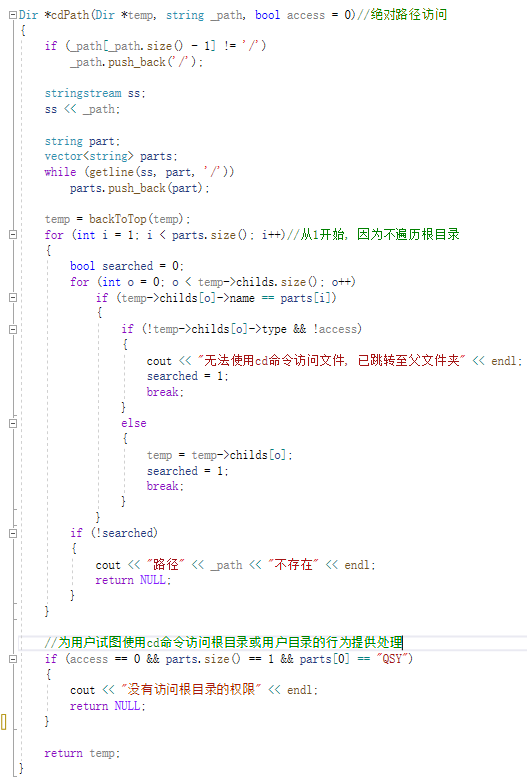 Dir *cdPath(Dir *temp, string _path, bool access = 0)//绝对路径访问
{
    if (_path[_path.size() - 1] != '/')
        _path.push_back('/');

    stringstream ss;
    ss << _path;

    string part;
    vector<string> parts;
    while (getline(ss, part, '/'))
        parts.push_back(part);

    temp = backToTop(temp);
    for (int i = 1; i < parts.size(); i++)//从1开始, 因为不遍历根目录
    {
        bool searched = 0;
        for (int o = 0; o < temp->childs.size(); o++)
            if (temp->childs[o]->name == parts[i])
            {
                if (!temp->childs[o]->type && !access)
                {
                    cout << "无法使用cd命令访问文件, 已跳转至父文件夹" << endl;
                    searched = 1;
                    break;
                }
                else
                {
                    temp = temp->childs[o];
                    searched = 1;
                    break;
                }
            }
        if (!searched)
        {
            cout << "路径" << _path << "不存在" << endl;
            return NULL;
        }
    }

    //为用户试图使用cd命令访问根目录或用户目录的行为提供处理
    if (access == 0 && parts.size() == 1 && parts[0] == "QSY")
    {
        cout << "没有访问根目录的权限" << endl;
        return NULL;
    }

    return temp;
}